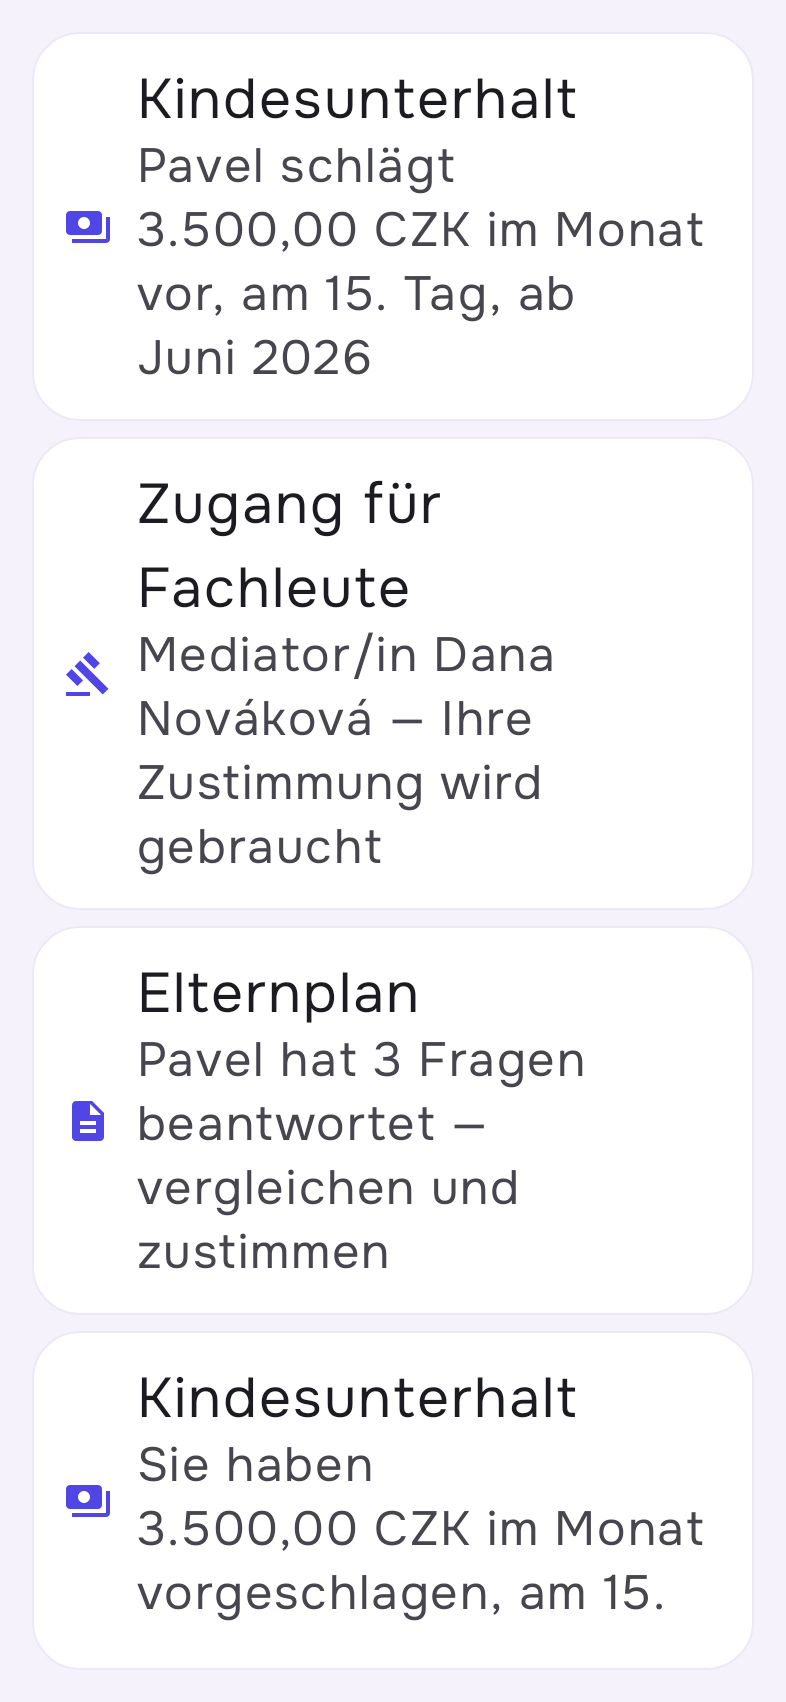 Kindesunterhalt
Pavel schlägt
3.500,00 CZK im Monat
vor, am 15. Tag, ab
Juni 2026
Zugang für
Fachleute
Mediator/in Dana
Nováková – Ihre
Zustimmung wird
gebraucht
Elternplan
Pavel hat 3 Fragen
beantwortet –
vergleichen und
zustimmen
Kindesunterhalt
Sie haben
3.500,00 CZK im Monat
vorgeschlagen, am 15.